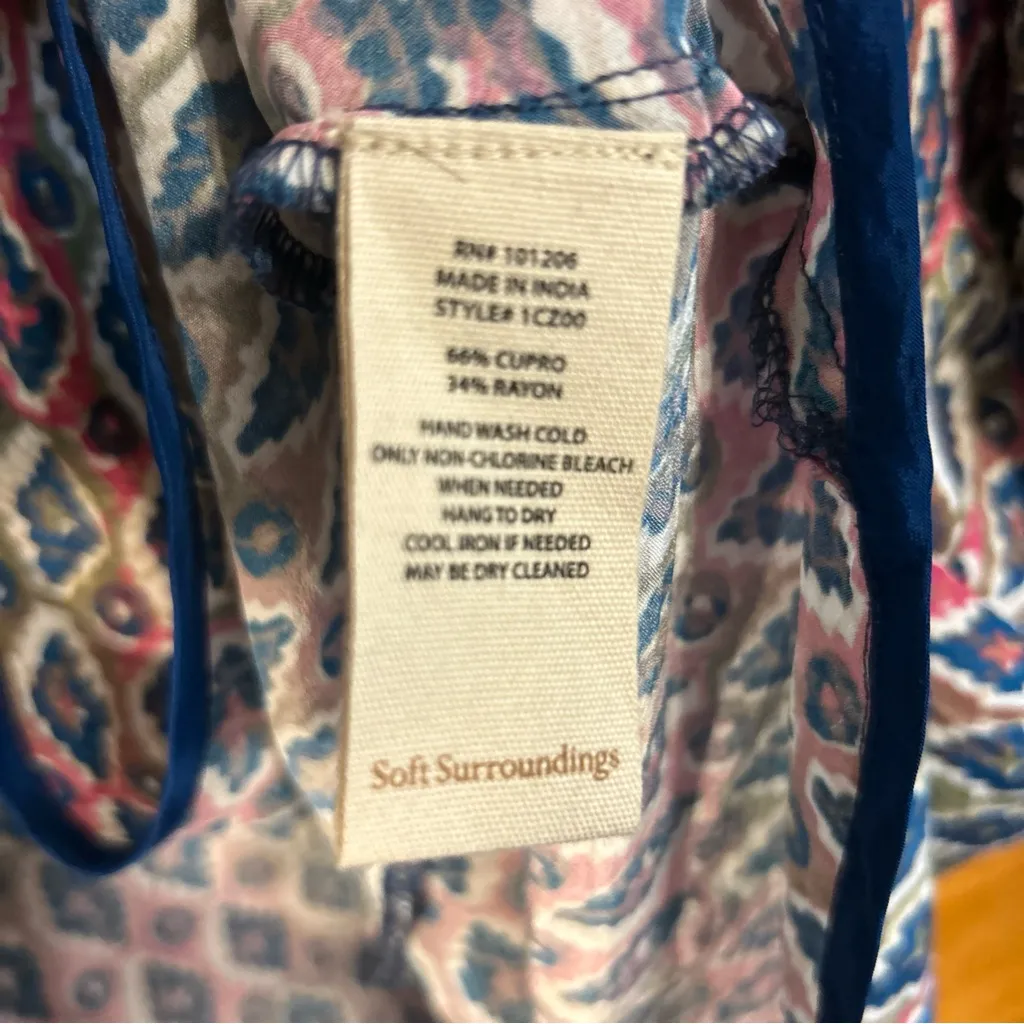 RN# 101206
MADE IN INDIA
STYLE# 1CZ00
66% CUPRO
34% RAYON
HAND WASH COLD
ONLY NON-CHLORINE BLEACH
WHEN NEEDED
HANG TO DRY
COOL IRON IF NEEDED
MAY BE DRY CLEANED
Soft Surroundings